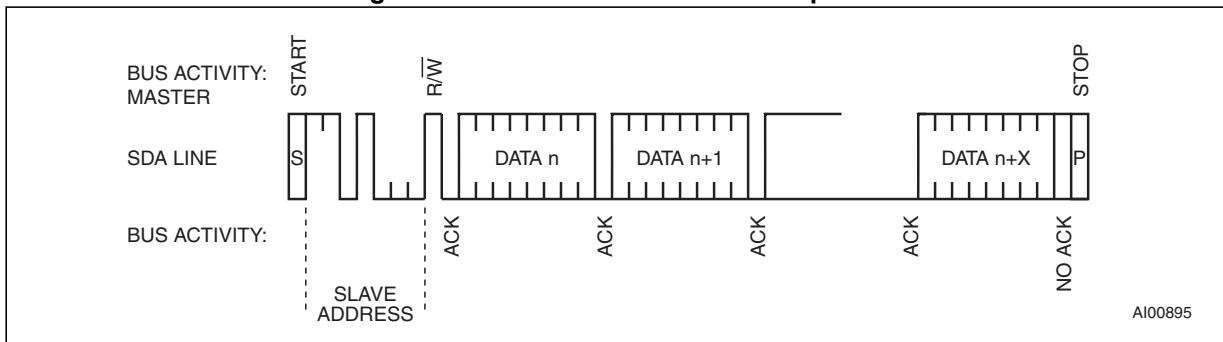 BUS ACTIVITY:
MASTER
START
R/W
STOP
SDA LINE
S
DATA n
DATA n+1
DATA n+X
P
BUS ACTIVITY:
ACK
ACK
ACK
ACK
NO ACK
SLAVE
ADDRESS
AI00895